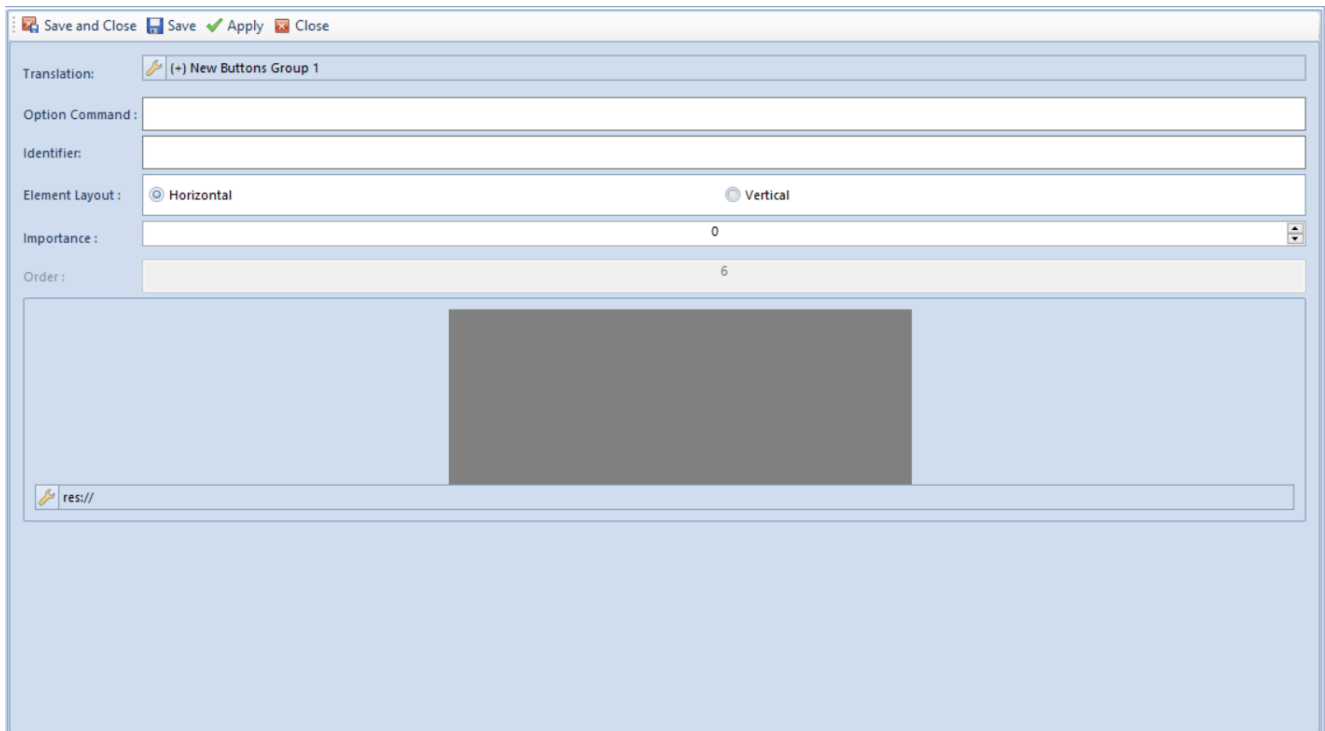 Save and Close Save Apply Close
Translation: (+) New Buttons Group 1
Option Command :
Identifier:
Element Layout : Horizontal Vertical
Importance : 0
Order : 6
res://